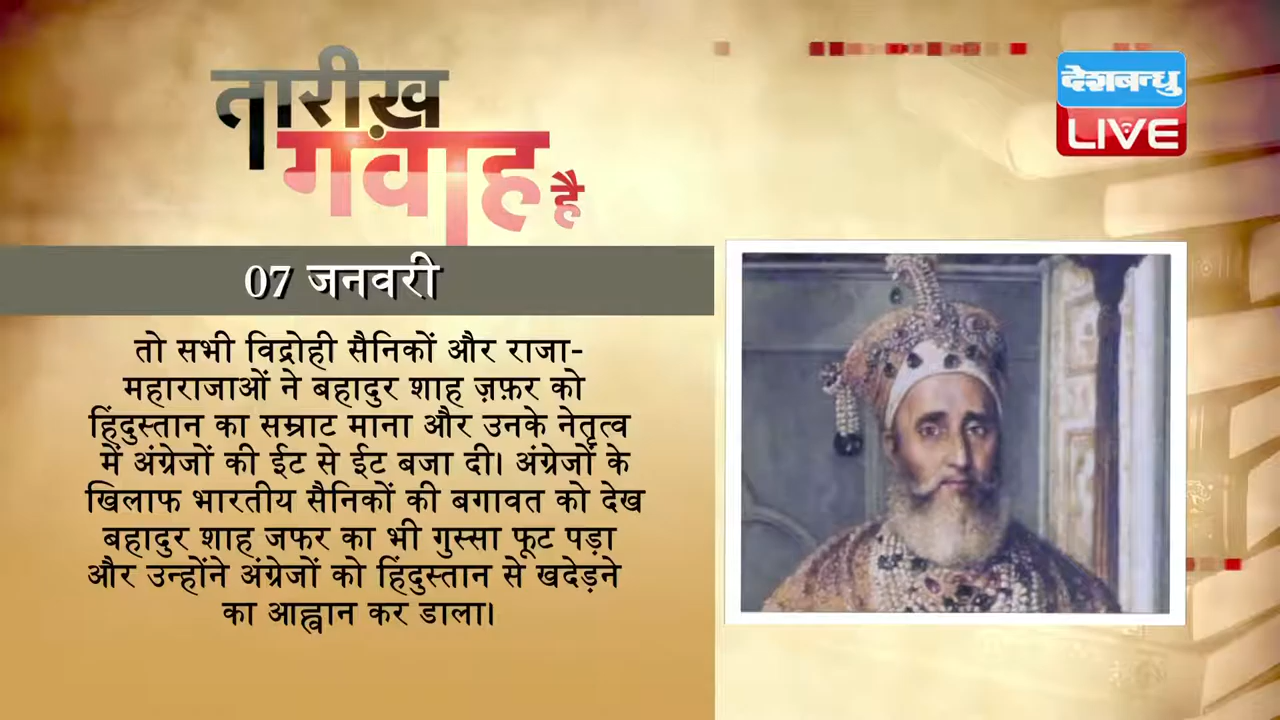 तारीख़
गवाह है
देशबन्धु
LIVE
07 जनवरी
तो सभी विद्रोही सैनिकों और राजा-
महाराजाओं ने बहादुर शाह ज़फ़र को
हिंदुस्तान का सम्राट माना और उनके नेतृत्व
में अंग्रेजों की ईट से ईट बजा दी। अंग्रेजों के
खिलाफ भारतीय सैनिकों की बगावत को देख
बहादुर शाह जफर का भी गुस्सा फूट पड़ा
और उन्होंने अंग्रेजों को हिंदुस्तान से खदेड़ने
का आह्वान कर डाला।